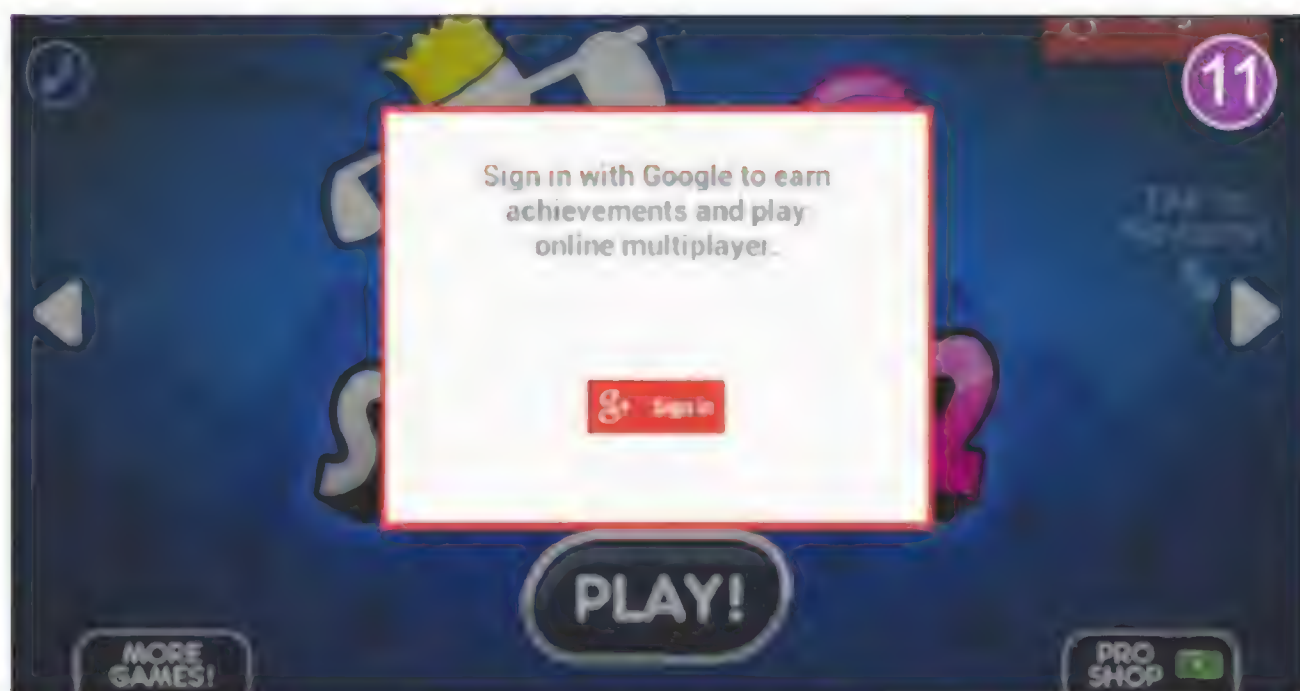 11
Sign in with Google to earn
achievements and play
online multiplayer.
g+ Sign in
PLAY!
MORE
GAMES!
PRO
SHOP